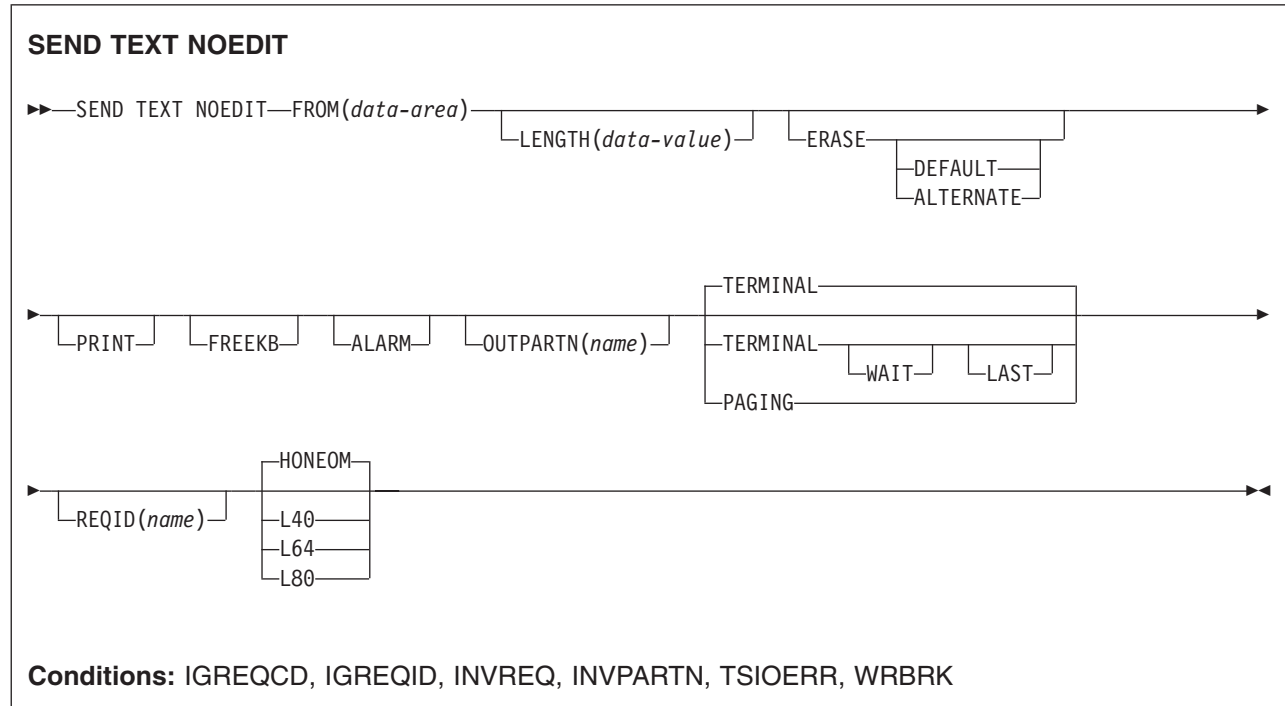 SEND TEXT NOEDIT
SEND TEXT NOEDIT FROM(data-area)
LENGTH(data-value) ERASE
DEFAULT
ALTERNATE
TERMINAL
PRINT FREEKB ALARM OUTPARTN(name) TERMINAL
WAIT LAST
PAGING
HONEOM
REQID(name) L40
L64
L80
Conditions: IGREQCD, IGREQID, INVREQ, INVPARTN, TSIOERR, WRBRK